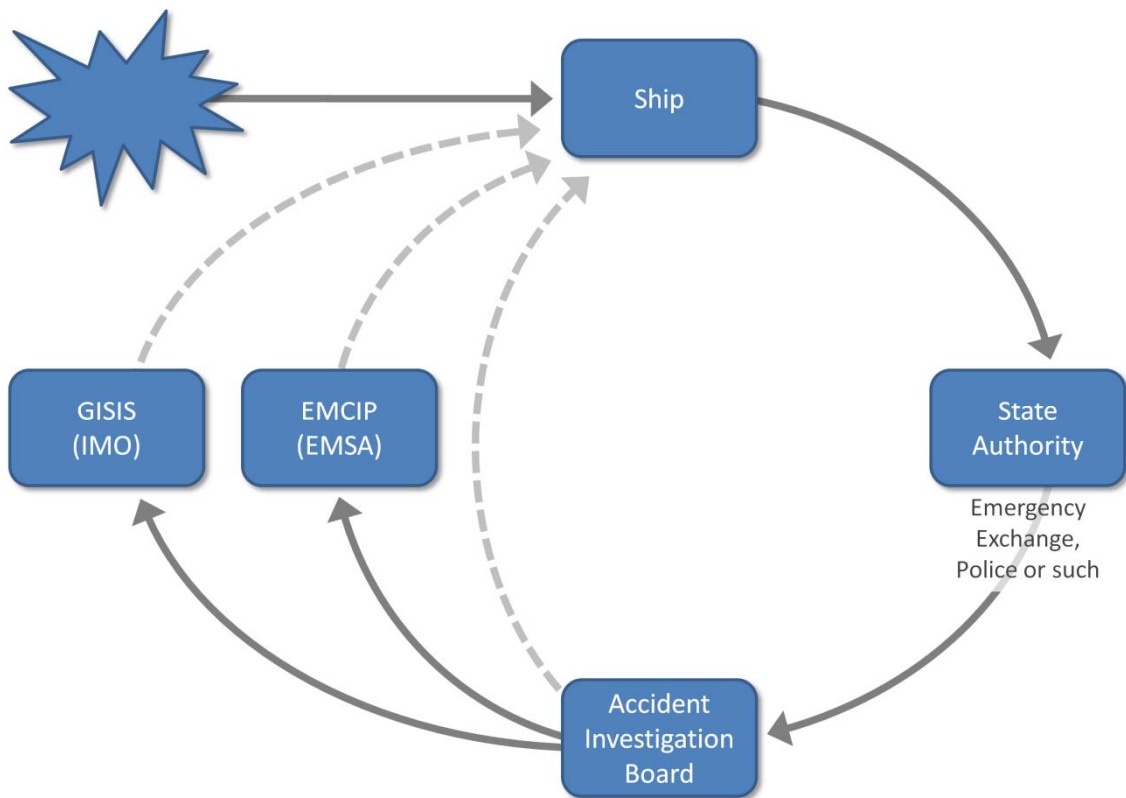 Ship
GISIS
(IMO)
EMCIP
(EMSA)
State
Authority
Emergency
Exchange,
Police or such
Accident
Investigation
Board